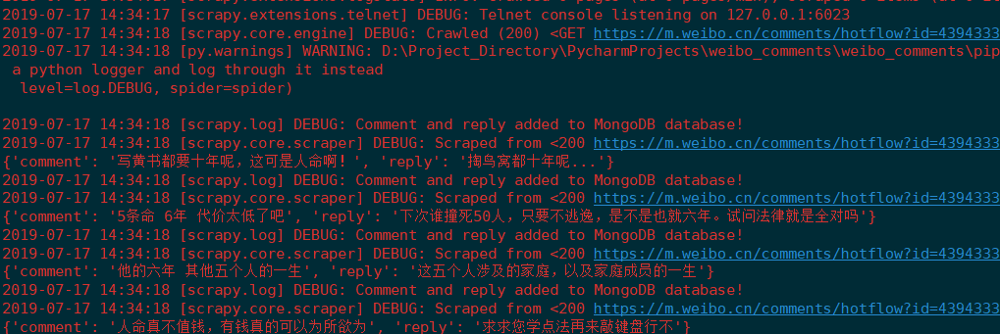 2019-07-17 14:34:17 [scrapy.extensions.telnet] DEBUG: Telnet console listening on 127.0.0.1:6023
2019-07-17 14:34:18 [scrapy.core.engine] DEBUG: Crawled (200) <GET https://m.weibo.cn/comments/hotflow?id=4394333
2019-07-17 14:34:18 [py.warnings] WARNING: D:\Project_Directory\PycharmProjects\weibo_comments\weibo_comments\pip
a python logger and log through it instead
level=log.DEBUG, spider=spider)
2019-07-17 14:34:18 [scrapy.log] DEBUG: Comment and reply added to MongoDB database!
2019-07-17 14:34:18 [scrapy.core.scraper] DEBUG: Scraped from <200 https://m.weibo.cn/comments/hotflow?id=4394333
{'comment': '写黄书都要十年呢，这可是人命啊！', 'reply': '掏鸟窝都十年呢...'}
2019-07-17 14:34:18 [scrapy.log] DEBUG: Comment and reply added to MongoDB database!
2019-07-17 14:34:18 [scrapy.core.scraper] DEBUG: Scraped from <200 https://m.weibo.cn/comments/hotflow?id=4394333
{'comment': '5条命 6年 代价太低了吧', 'reply': '下次谁撞死50人，只要不逃逸，是不是也就六年。试问法律就是全对吗'}
2019-07-17 14:34:18 [scrapy.log] DEBUG: Comment and reply added to MongoDB database!
2019-07-17 14:34:18 [scrapy.core.scraper] DEBUG: Scraped from <200 https://m.weibo.cn/comments/hotflow?id=4394333
{'comment': '他的六年 其他五个人的一生', 'reply': '这五个人涉及的家庭，以及家庭成员的一生'}
2019-07-17 14:34:18 [scrapy.log] DEBUG: Comment and reply added to MongoDB database!
2019-07-17 14:34:18 [scrapy.core.scraper] DEBUG: Scraped from <200 https://m.weibo.cn/comments/hotflow?id=4394333
{'comment': '人命真不值钱，有钱真的可以为所欲为', 'reply': '求求您学点法再来敲键盘行不'}